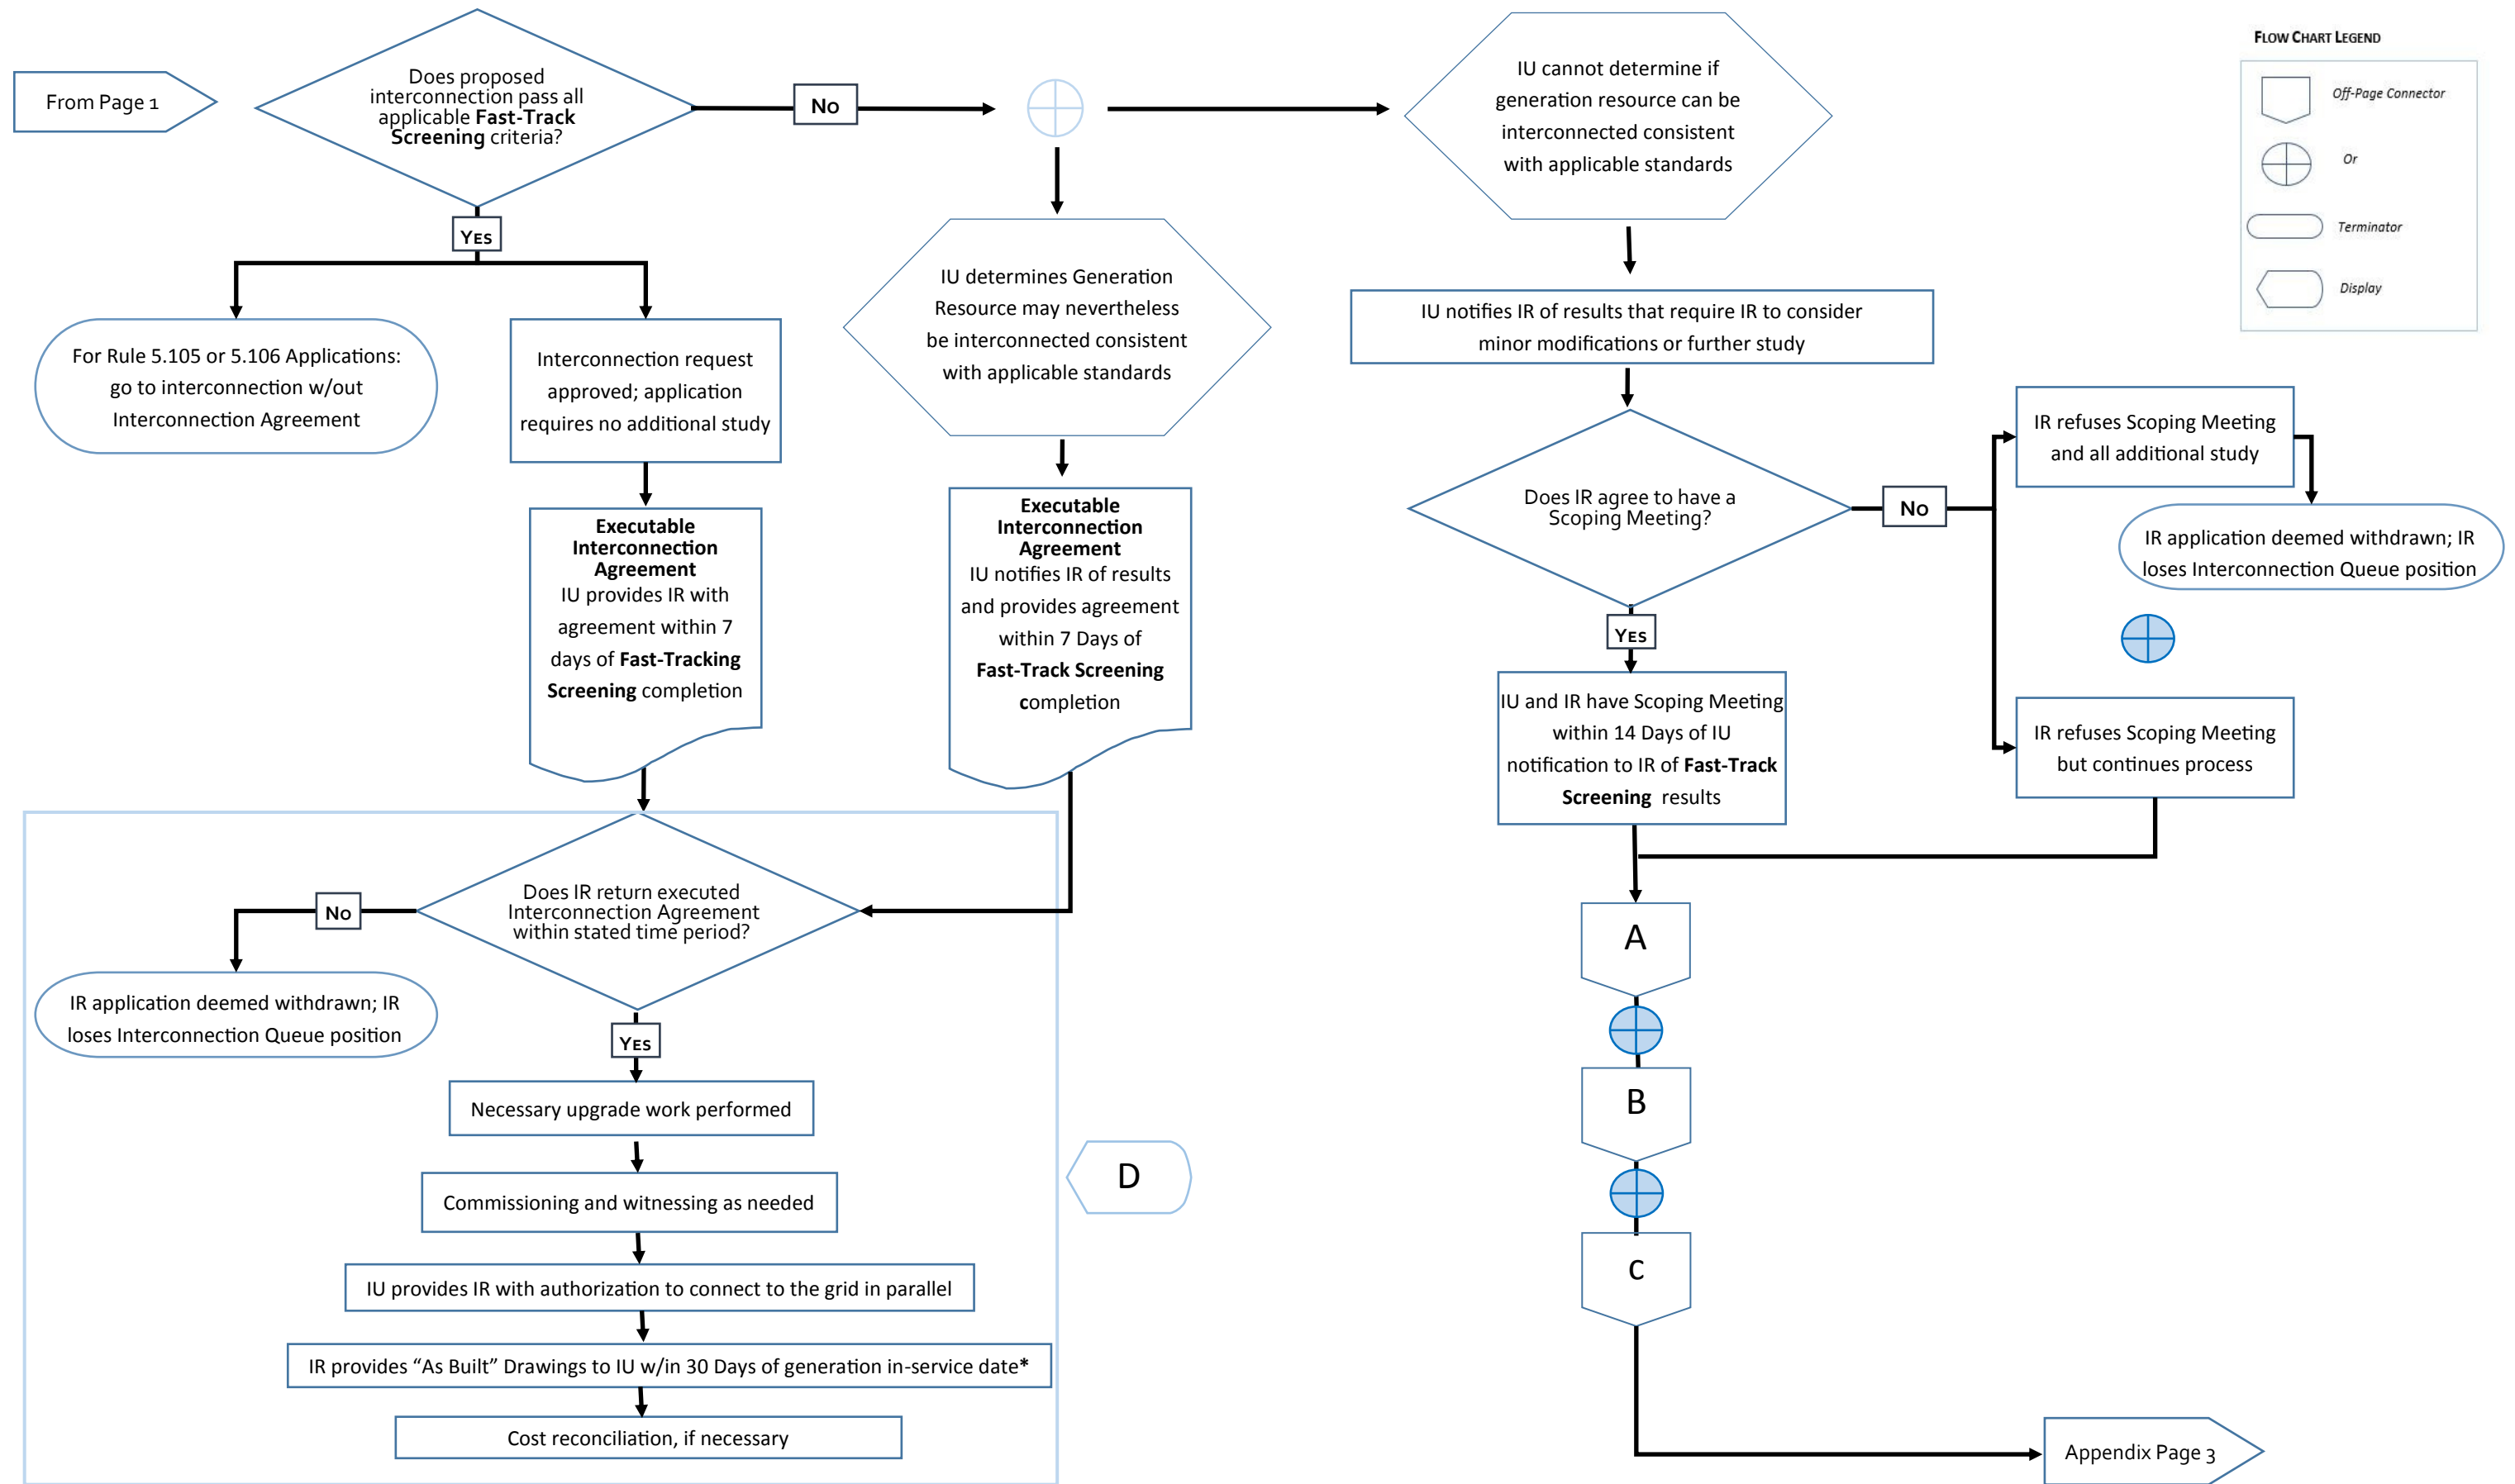 From Page 1
Does proposed
interconnection pass all
applicable Fast-Track
Screening criteria?
No
IU cannot determine if
generation resource can be
interconnected consistent
with applicable standards
FLOW CHART LEGEND
Off-Page Connector
Or
Terminator
Display
YES
For Rule 5.105 or 5.106 Applications:
go to interconnection w/out
Interconnection Agreement
Interconnection request
approved; application
requires no additional study
IU determines Generation
Resource may nevertheless
be interconnected consistent
with applicable standards
IU notifies IR of results that require IR to consider
minor modifications or further study
Executable
Interconnection
Agreement
IU provides IR with
agreement within 7
days of Fast-Tracking
Screening completion
Executable
Interconnection
Agreement
IU notifies IR of results
and provides agreement
within 7 Days of
Fast-Track Screening
completion
Does IR agree to have a
Scoping Meeting?
No
IR refuses Scoping Meeting
and all additional study
IR application deemed withdrawn; IR
loses Interconnection Queue position
YES
IU and IR have Scoping Meeting
within 14 Days of IU
notification to IR of Fast-Track
Screening results
IR refuses Scoping Meeting
but continues process
Does IR return executed
Interconnection Agreement
within stated time period?
No
IR application deemed withdrawn; IR
loses Interconnection Queue position
YES
Necessary upgrade work performed
Commissioning and witnessing as needed
IU provides IR with authorization to connect to the grid in parallel
IR provides “As Built” Drawings to IU w/in 30 Days of generation in-service date*
Cost reconciliation, if necessary
D
A
B
C
Appendix Page 3